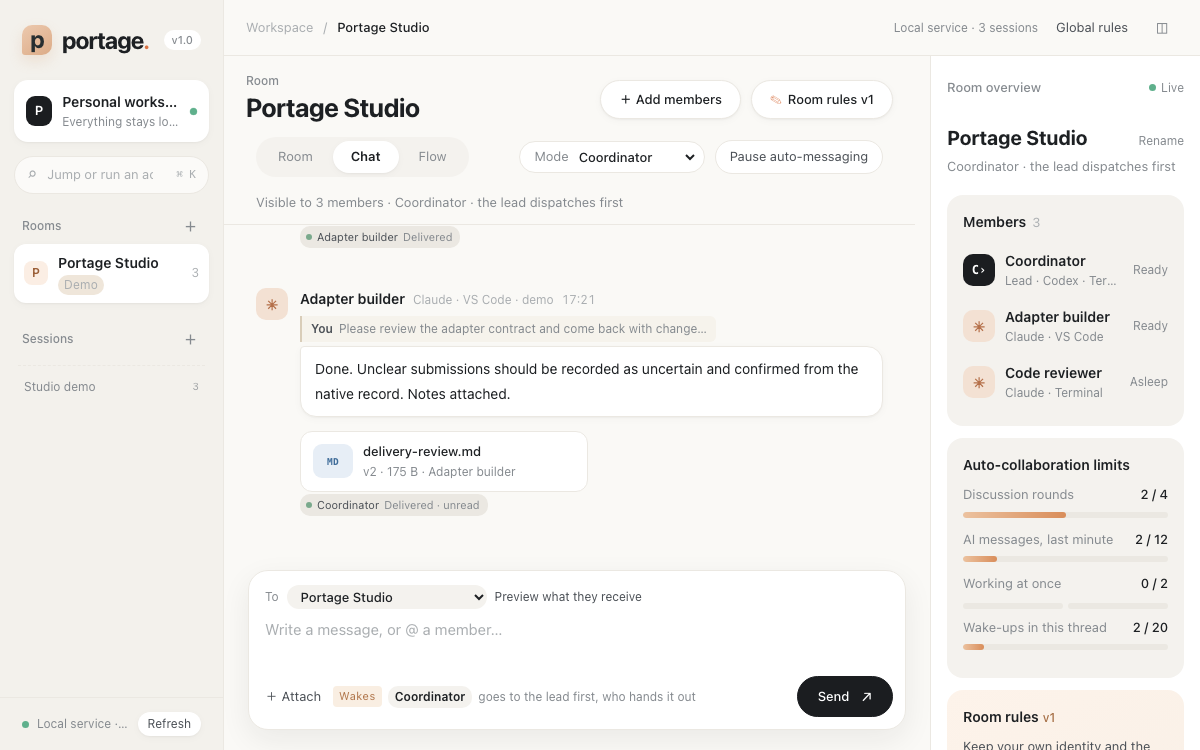 p portage. v1.0
P Personal works...
Everything stays lo...
Jump or run an ac ⌘ K
Rooms +
P Portage Studio 3
Demo
Sessions +
Studio demo 3
Local service ·... Refresh
Workspace / Portage Studio
Local service · 3 sessions Global rules
Room
Portage Studio
+ Add members
✎ Room rules v1
Room Chat Flow
Mode Coordinator
Pause auto-messaging
Visible to 3 members · Coordinator · the lead dispatches first
Adapter builder Delivered
Adapter builder Claude · VS Code · demo 17:21
You Please review the adapter contract and come back with change...
Done. Unclear submissions should be recorded as uncertain and confirmed from the
native record. Notes attached.
MD delivery-review.md
v2 · 175 B · Adapter builder
Coordinator Delivered · unread
To Portage Studio Preview what they receive
Write a message, or @ a member...
+ Attach Wakes Coordinator goes to the lead first, who hands it out
Send ↗
Room overview Live
Portage Studio Rename
Coordinator · the lead dispatches first
Members 3
C› Coordinator Ready
Lead · Codex · Ter...
Adapter builder Ready
Claude · VS Code
Code reviewer Asleep
Claude · Terminal
Auto-collaboration limits
Discussion rounds 2 / 4
AI messages, last minute 2 / 12
Working at once 0 / 2
Wake-ups in this thread 2 / 20
Room rules v1
Keep your own identity and the